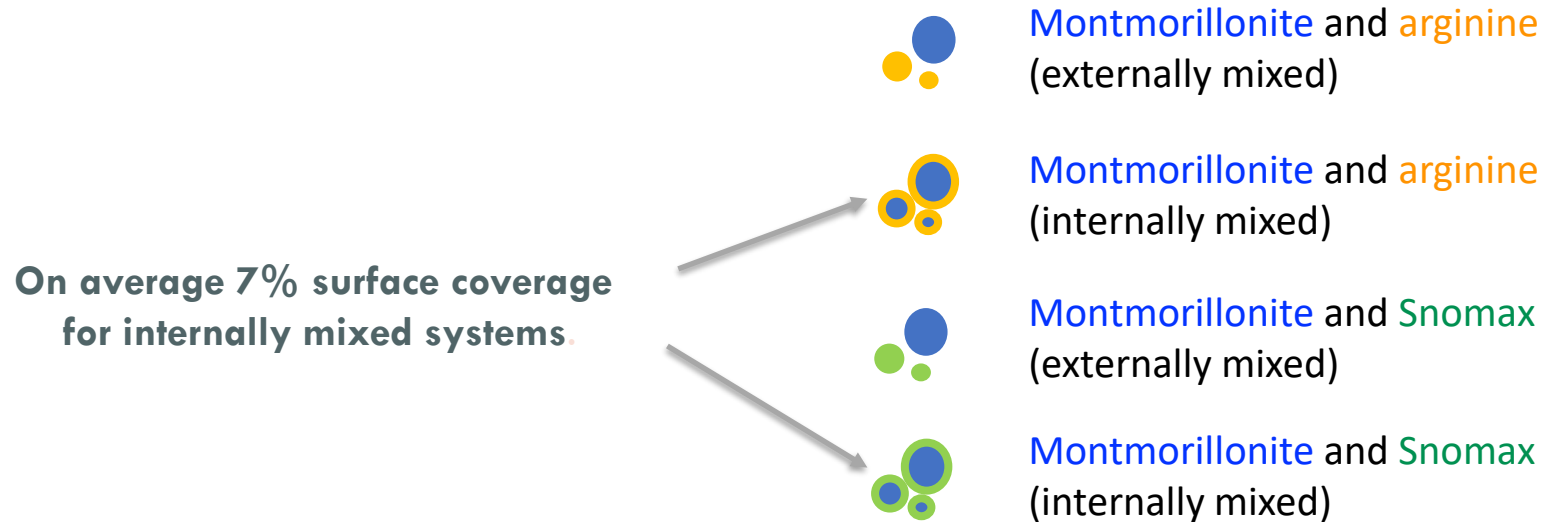 Montmorillonite and arginine
(externally mixed)
Montmorillonite and arginine
(internally mixed)
On average 7% surface coverage
for internally mixed systems.
Montmorillonite and Snomax
(externally mixed)
Montmorillonite and Snomax
(internally mixed)